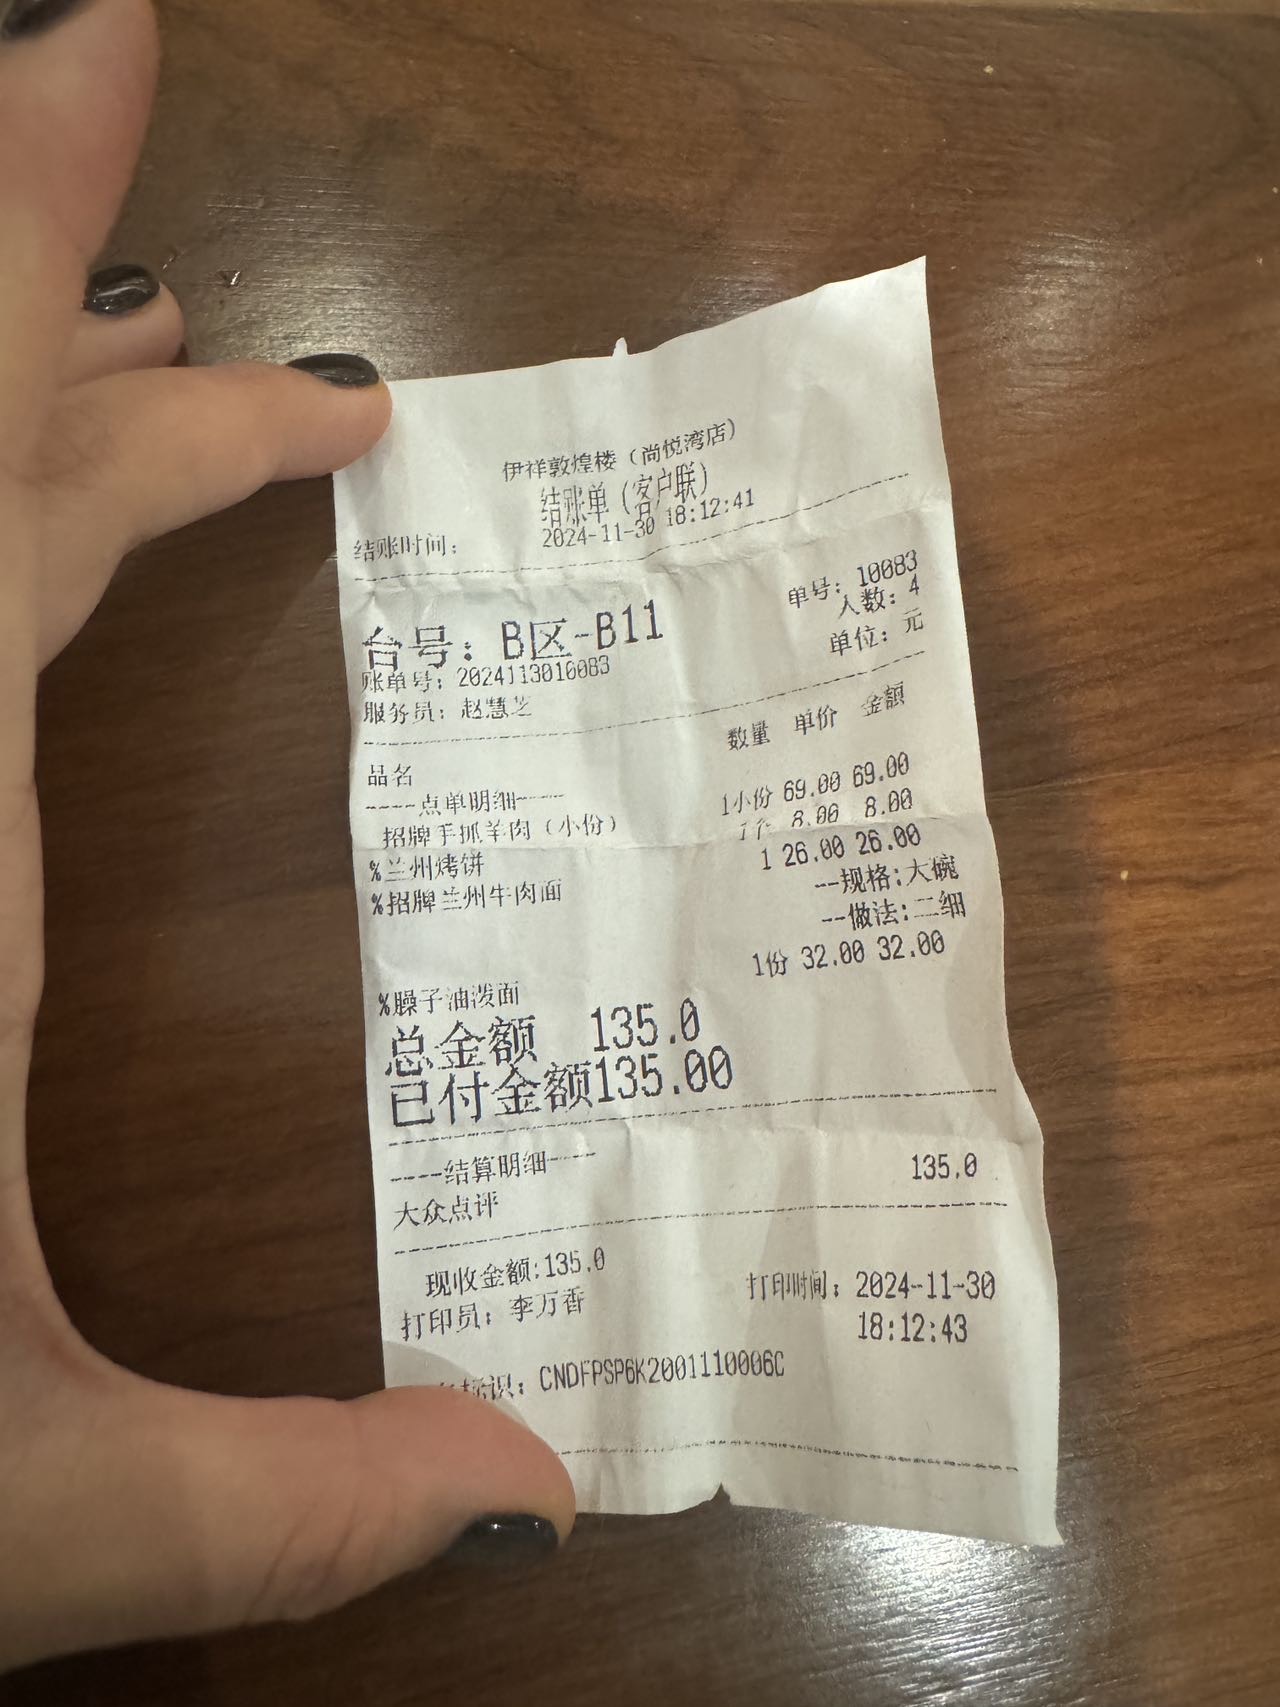 伊祥敦煌楼（尚悦湾店）
结账单（客户联）
结账时间： 2024-11-30 18:12:41
单号：10083
台号：B区-B11 人数：4
账单号：2024113010083 单位：元
服务员：赵慧芝
品名 数量 单价 金额
-----点单明细-----
招牌手抓羊肉（小份） 1小份 69.00 69.00
%兰州烤饼 1个 8.00 8.00
%招牌兰州牛肉面 1 26.00 26.00
--规格:大碗
--做法:二细
%臊子油泼面 1份 32.00 32.00
总金额 135.0
已付金额135.00
----结算明细----
大众点评 135.0
现收金额:135.0
打印员：李万香 打印时间：2024-11-30
18:12:43
标识：CNDFPSP6K2001110006C